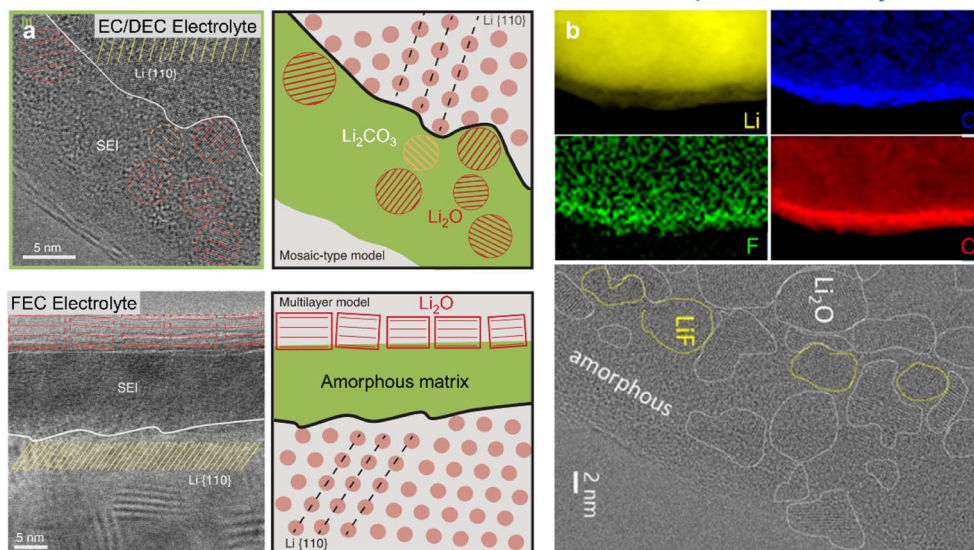 a
EC/DEC Electrolyte
Li {110}
SEI
5 nm
Li {110}
Li₂CO₃
Li₂O
Mosaic-type model
FEC Electrolyte
SEI
Li {110}
5 nm
Multilayer model
Li₂O
Amorphous matrix
Li {110}
b
Li
F
Li₂O
LiF
amorphous
2 nm